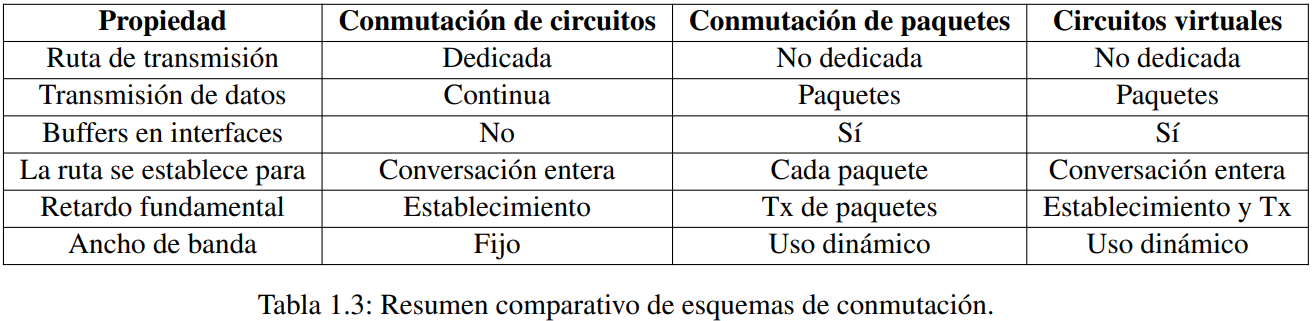 Propiedad Conmutación de circuitos Conmutación de paquetes Circuitos virtuales
Ruta de transmisión Dedicada No dedicada No dedicada
Transmisión de datos Continua Paquetes Paquetes
Buffers en interfaces No Sí Sí
La ruta se establece para Conversación entera Cada paquete Conversación entera
Retardo fundamental Establecimiento Tx de paquetes Establecimiento y Tx
Ancho de banda Fijo Uso dinámico Uso dinámico
Tabla 1.3: Resumen comparativo de esquemas de conmutación.